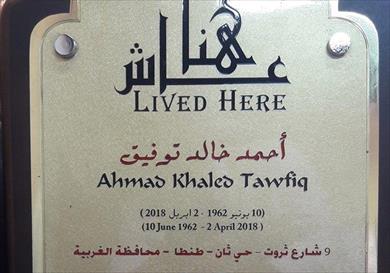 عاش هنا
LIVED HERE
أحمد خالد توفيق
Ahmad Khaled Tawfiq
(10 يونيو 1962 - 2 ابريل 2018)
(10 June 1962 - 2 April 2018)
9 شارع ثروت - حي ثان - طنطا - محافظة الغربية